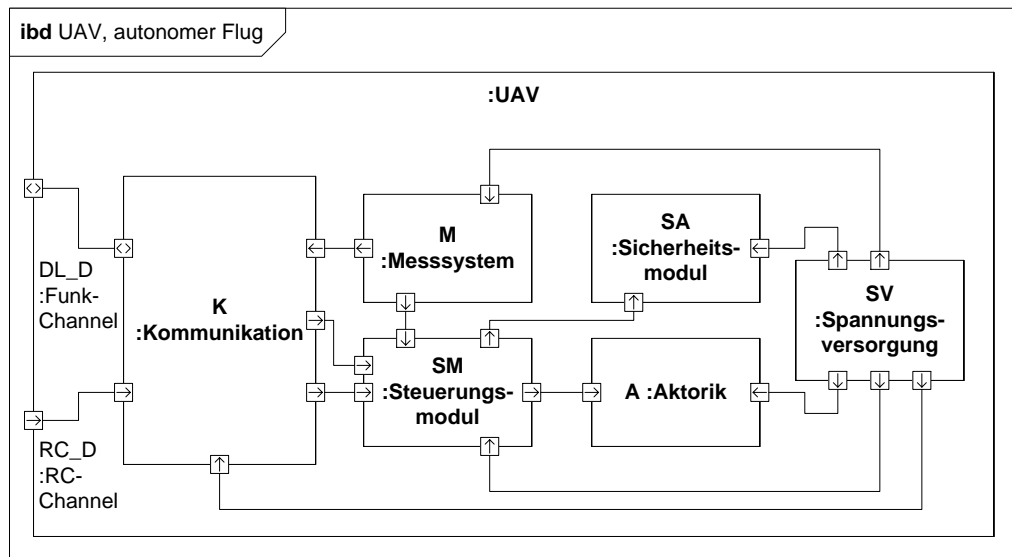 ibd UAV, autonomer Flug
:UAV
DL_D
:Funk-
Channel
RC_D
:RC-
Channel
K
:Kommunikation
M
:Messsystem
SM
:Steuerungs-
modul
SA
:Sicherheits-
modul
A :Aktorik
SV
:Spannungs-
versorgung